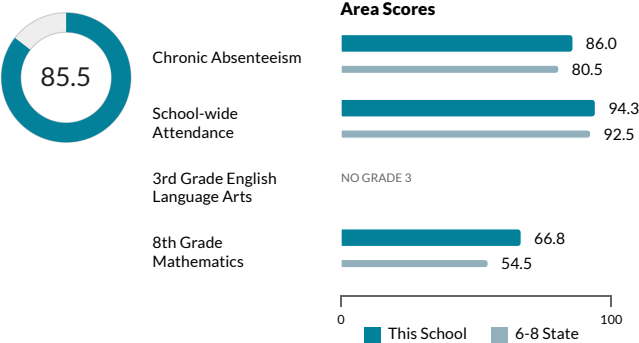 Area Scores
85.5
Chronic Absenteeism
86.0
80.5
School-wide
Attendance
94.3
92.5
3rd Grade English
Language Arts
NO GRADE 3
8th Grade
Mathematics
66.8
54.5
0
100
This School
6-8 State